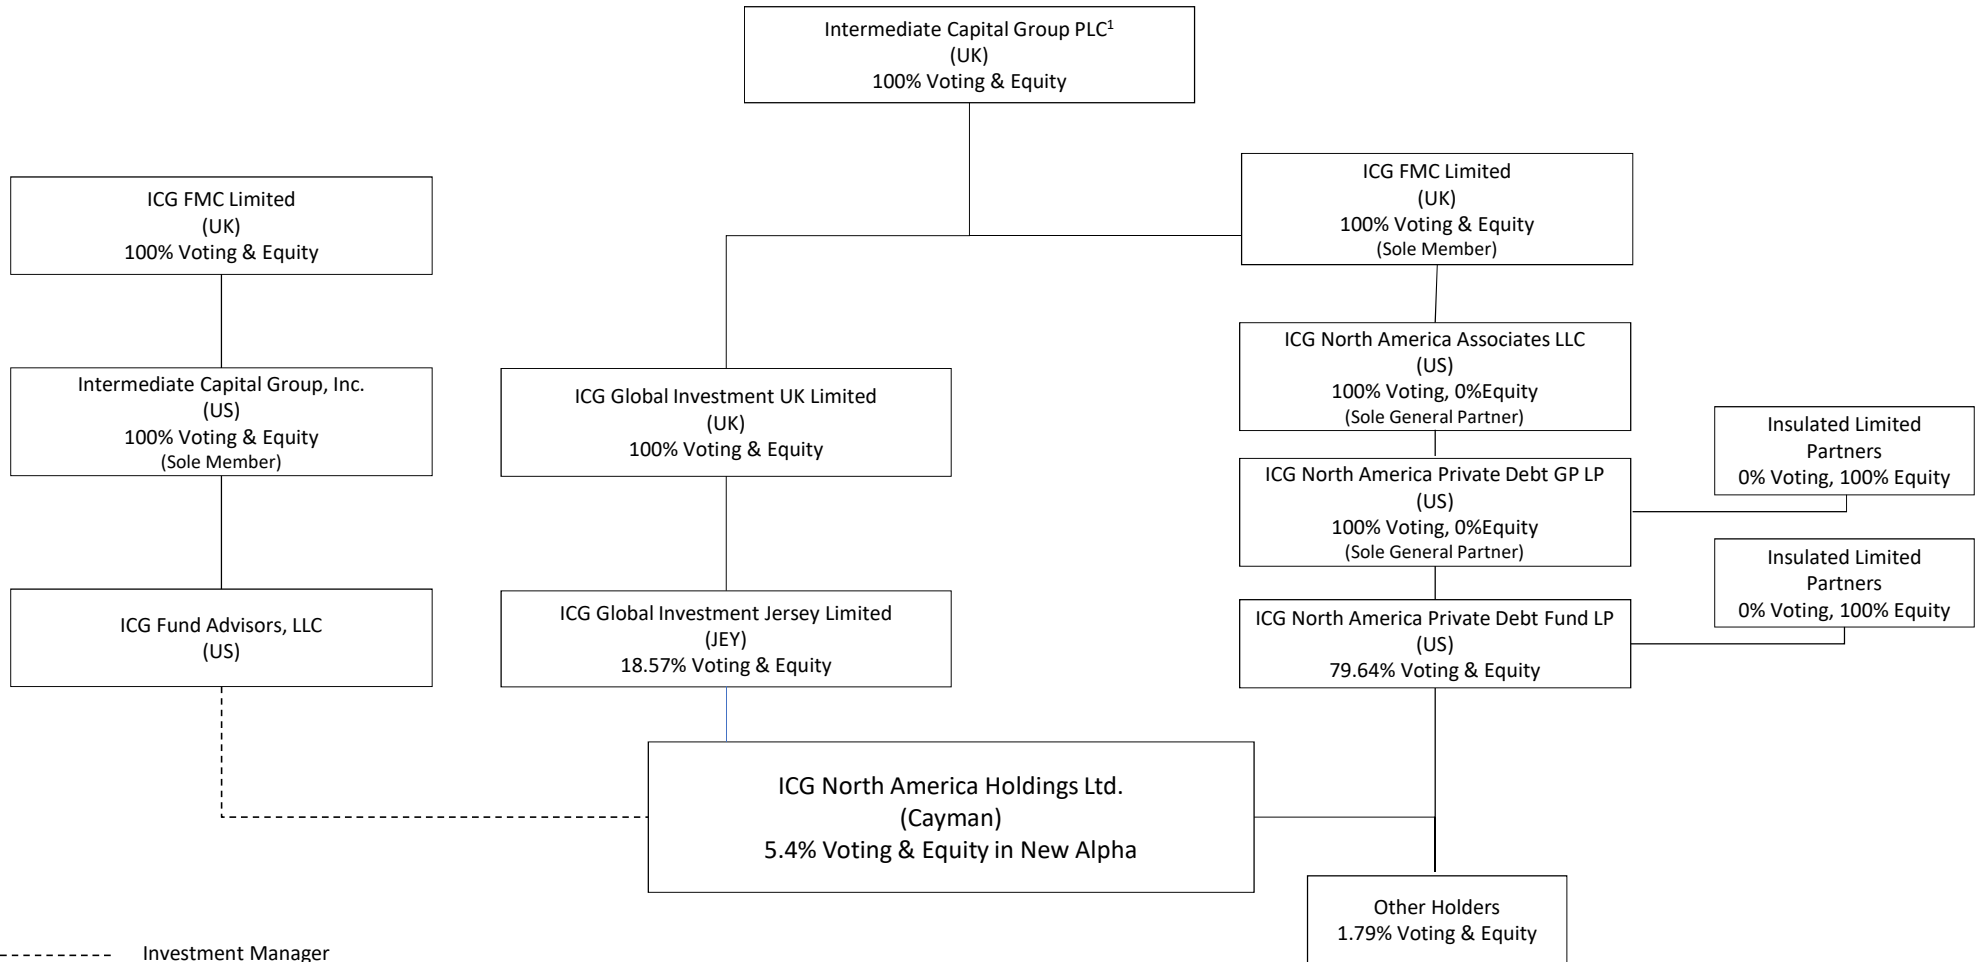 Intermediate Capital Group PLC¹
(UK)
100% Voting & Equity
ICG FMC Limited
(UK)
100% Voting & Equity
ICG FMC Limited
(UK)
100% Voting & Equity
(Sole Member)
Intermediate Capital Group, Inc.
(US)
100% Voting & Equity
(Sole Member)
ICG Global Investment UK Limited
(UK)
100% Voting & Equity
ICG North America Associates LLC
(US)
100% Voting, 0%Equity
(Sole General Partner)
Insulated Limited
Partners
0% Voting, 100% Equity
ICG North America Private Debt GP LP
(US)
100% Voting, 0%Equity
(Sole General Partner)
Insulated Limited
Partners
0% Voting, 100% Equity
ICG Fund Advisors, LLC
(US)
ICG Global Investment Jersey Limited
(JEY)
18.57% Voting & Equity
ICG North America Private Debt Fund LP
(US)
79.64% Voting & Equity
ICG North America Holdings Ltd.
(Cayman)
5.4% Voting & Equity in New Alpha
Other Holders
1.79% Voting & Equity
Investment Manager